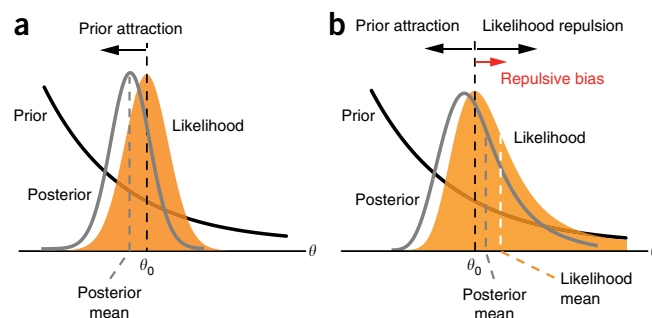 a
Prior attraction
Prior
Likelihood
Posterior
θ
θ0
Posterior
mean
b
Prior attraction
Likelihood repulsion
Repulsive bias
Prior
Likelihood
Posterior
θ0
Posterior
mean
Likelihood
mean